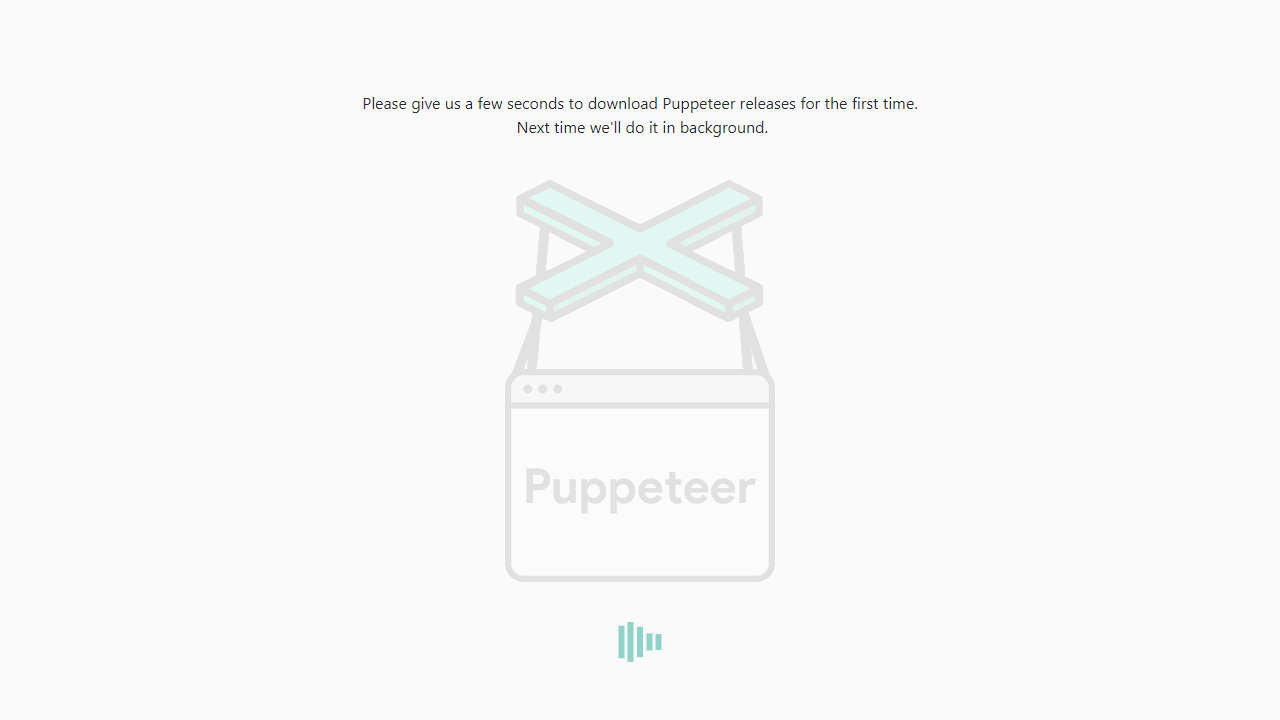 Please give us a few seconds to download Puppeteer releases for the first time.
Next time we'll do it in background.
Puppeteer